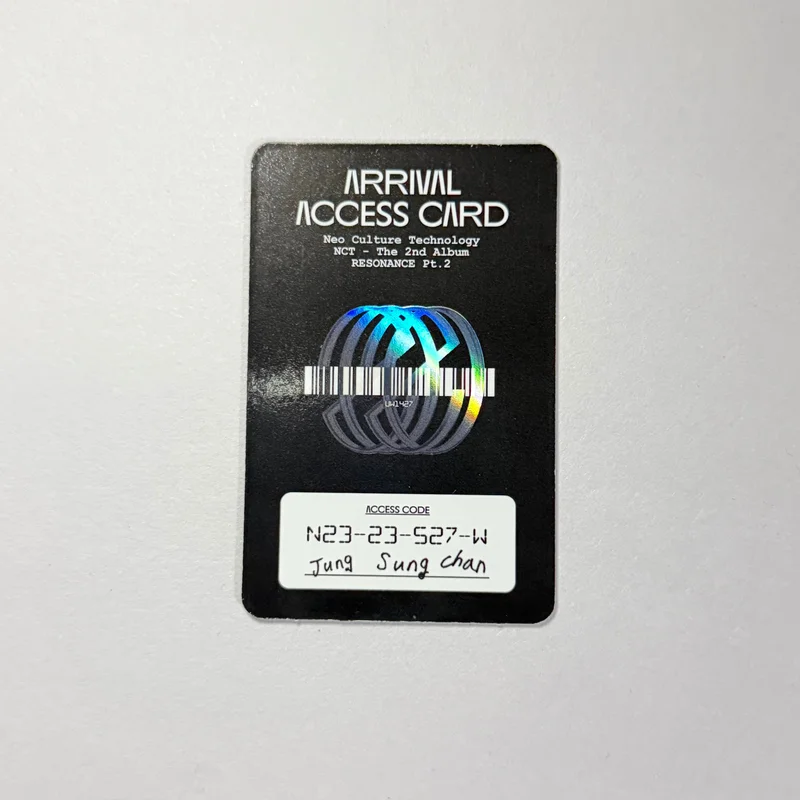 ARRIVAL
ACCESS CARD
Neo Culture Technology
NCT - The 2nd Album
RESONANCE Pt.2
UW1427
ACCESS CODE
N23-23-S27-W
Jung Sung chan